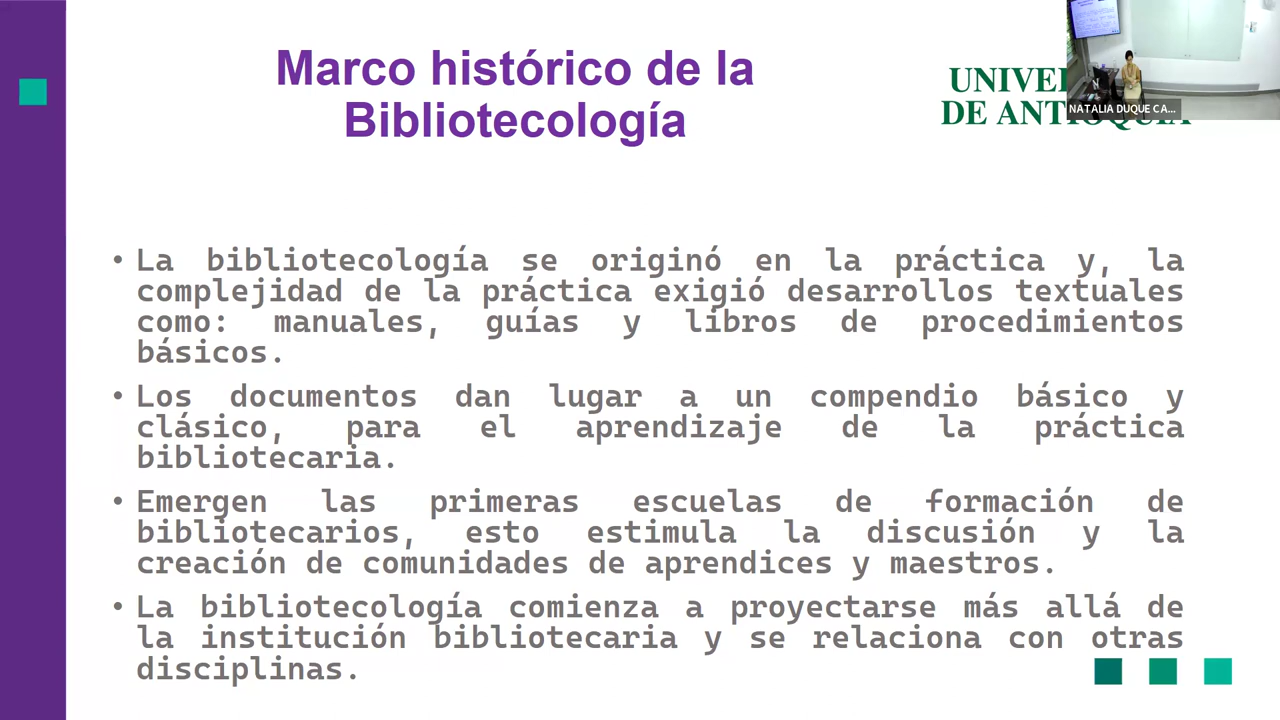 Marco histórico de la
Bibliotecología
DE
NATALIA DUQUE CA...
• La bibliotecología se originó en la práctica y, la
complejidad de la práctica exigió desarrollos textuales
como: manuales, guías y libros de procedimientos
básicos.
• Los documentos dan lugar a un compendio básico y
clásico, para el aprendizaje de la práctica
bibliotecaria.
• Emergen las primeras escuelas de formación de
bibliotecarios, esto estimula la discusión y la
creación de comunidades de aprendices y maestros.
• La bibliotecología comienza a proyectarse más allá de
la institución bibliotecaria y se relaciona con otras
disciplinas.